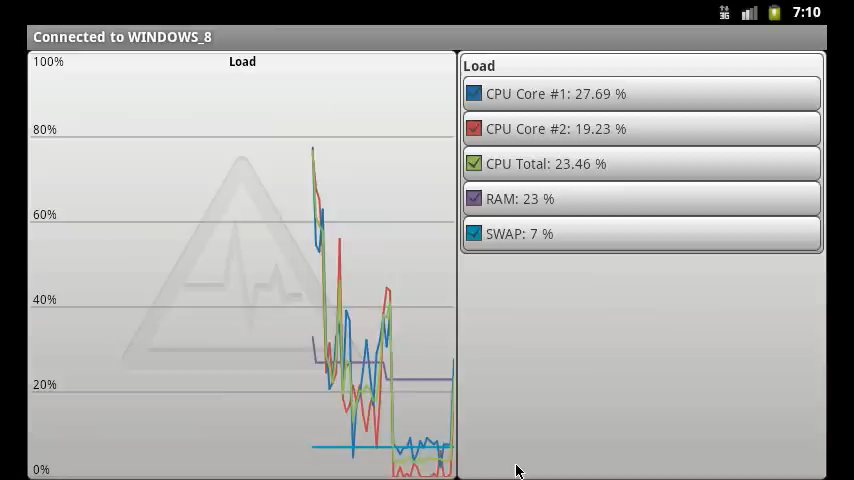 3G 7:10
Connected to WINDOWS_8
100% Load
80%
60%
40%
20%
0%
Load
CPU Core #1: 27.69 %
CPU Core #2: 19.23 %
CPU Total: 23.46 %
RAM: 23 %
SWAP: 7 %